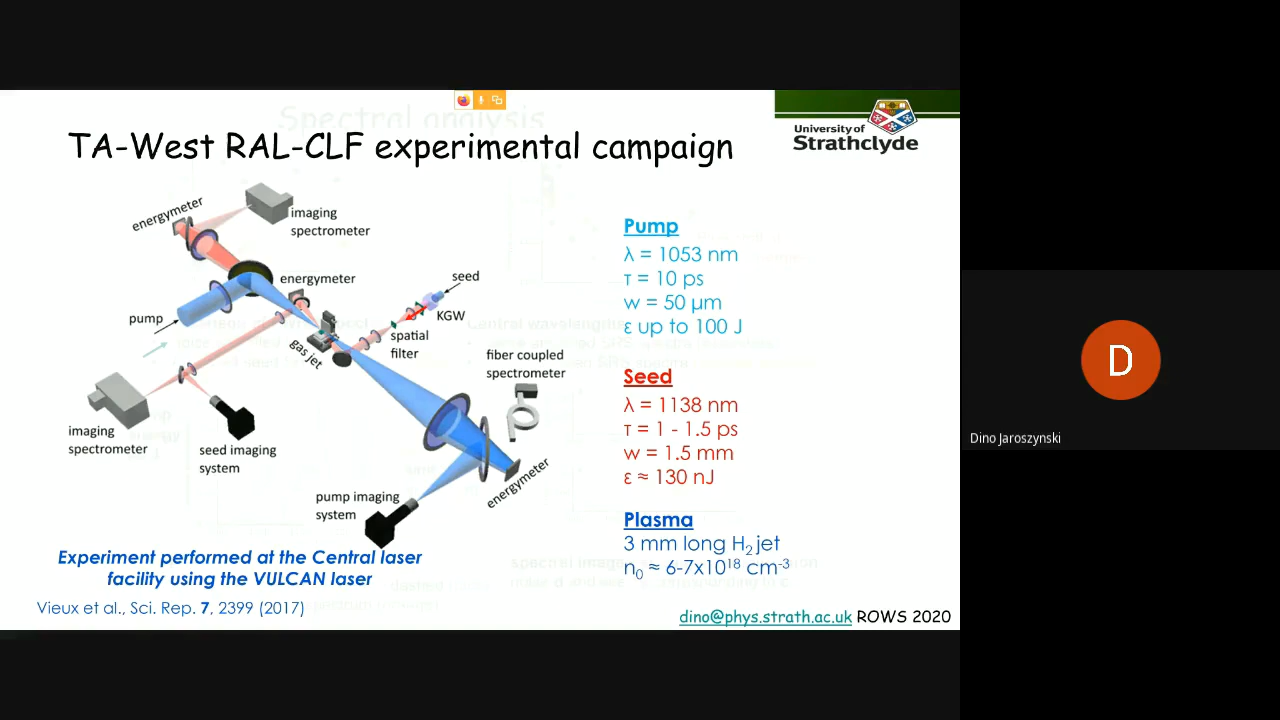 Spectral analysis
TA-West RAL-CLF experimental campaign
University of
Strathclyde
energymeter
imaging
spectrometer
energymeter
seed
pump
KGW
spatial
filter
gas jet
fiber coupled
spectrometer
imaging
spectrometer
seed imaging
system
pump imaging
system
energymeter
Pump
λ = 1053 nm
τ = 10 ps
w = 50 μm
ε up to 100 J
Seed
λ = 1138 nm
τ = 1 - 1.5 ps
w = 1.5 mm
ε ≈ 130 nJ
Plasma
3 mm long H₂ jet
n₀ ≈ 6-7x10¹⁸ cm⁻³
Experiment performed at the Central laser
facility using the VULCAN laser
Vieux et al., Sci. Rep. 7, 2399 (2017)
dino@phys.strath.ac.uk ROWS 2020
D
Dino Jaroszynski